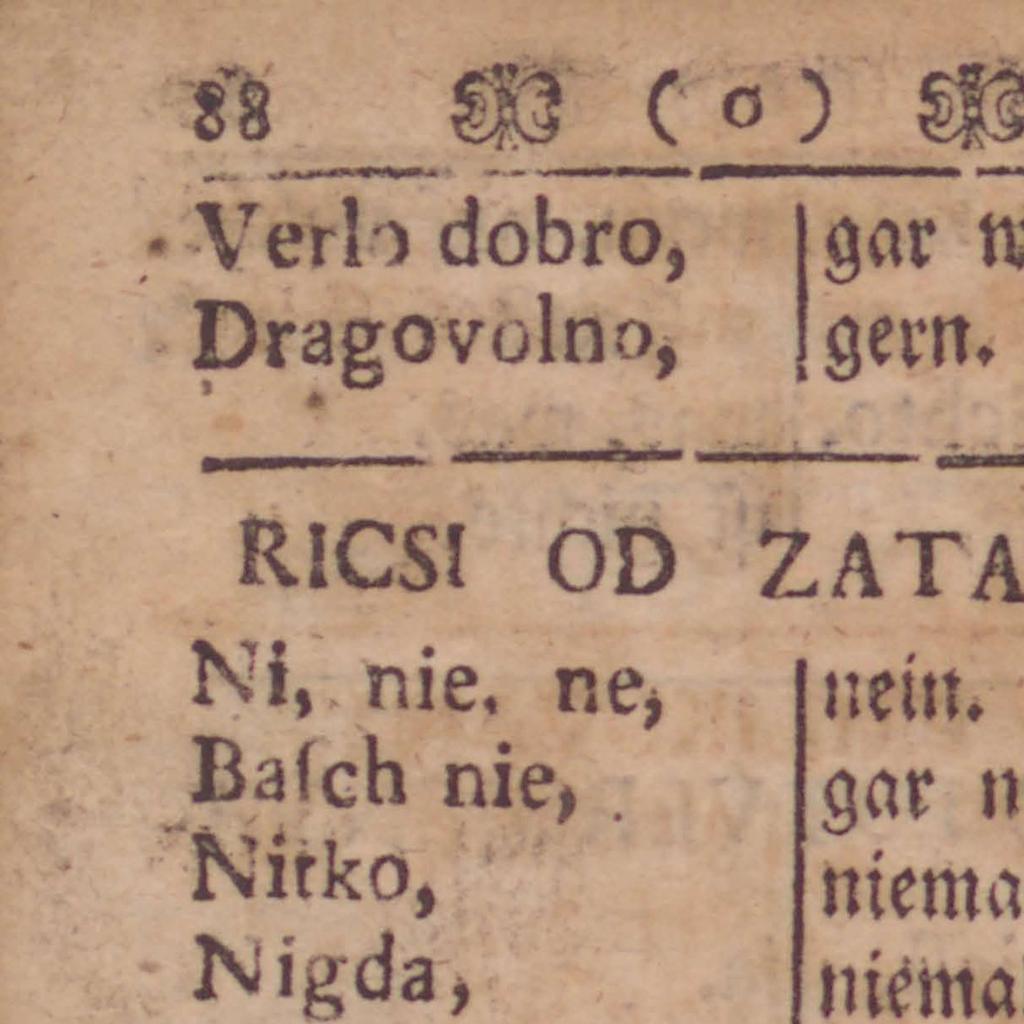 88 ( o )
Verlo dobro, gar
Dragovolno, gern.
RICSI OD ZATA
Ni, nie. ne, nein.
Baſch nie, gar n
Nitko, niema
Nigda, niema